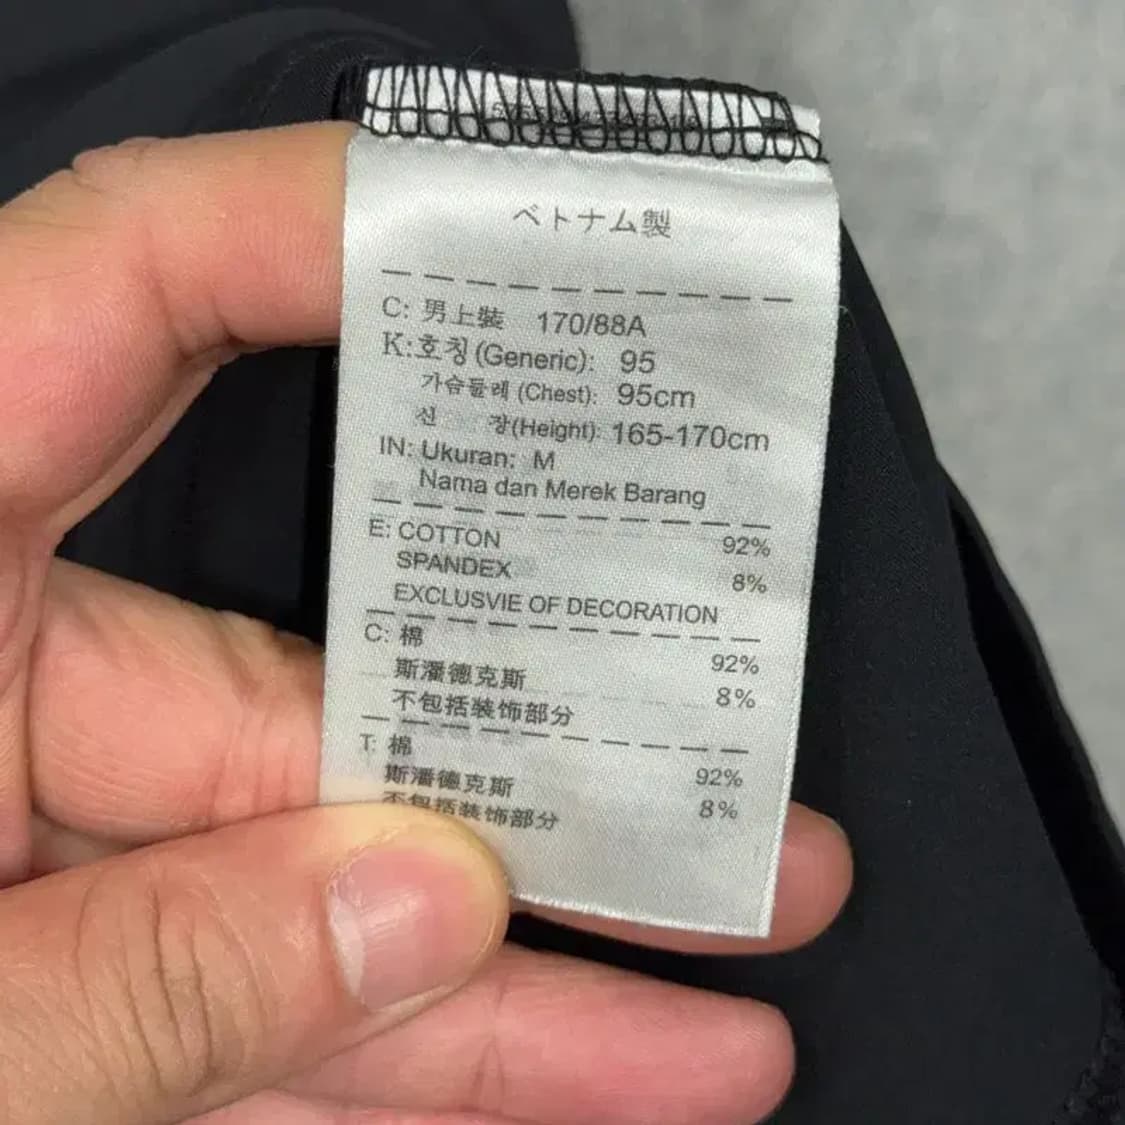 ベトナム製
C: 男上裝 170/88A
K:호칭 (Generic): 95
가슴둘레 (Chest): 95cm
신 장(Height): 165-170cm
IN: Ukuran: M
Nama dan Merek Barang
E: COTTON 92%
SPANDEX 8%
EXCLUSVIE OF DECORATION
C: 棉 92%
斯潘德克斯 8%
不包括装饰部分
T: 棉 92%
斯潘德克斯 8%
不包括装饰部分